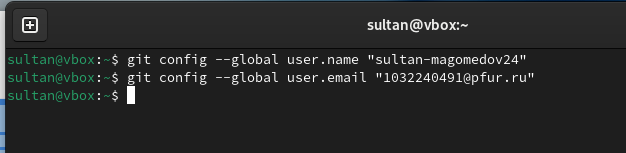 sultan@vbox:~
sultan@vbox:~$ git config --global user.name "sultan-magomedov24"
sultan@vbox:~$ git config --global user.email "1032240491@pfur.ru"
sultan@vbox:~$